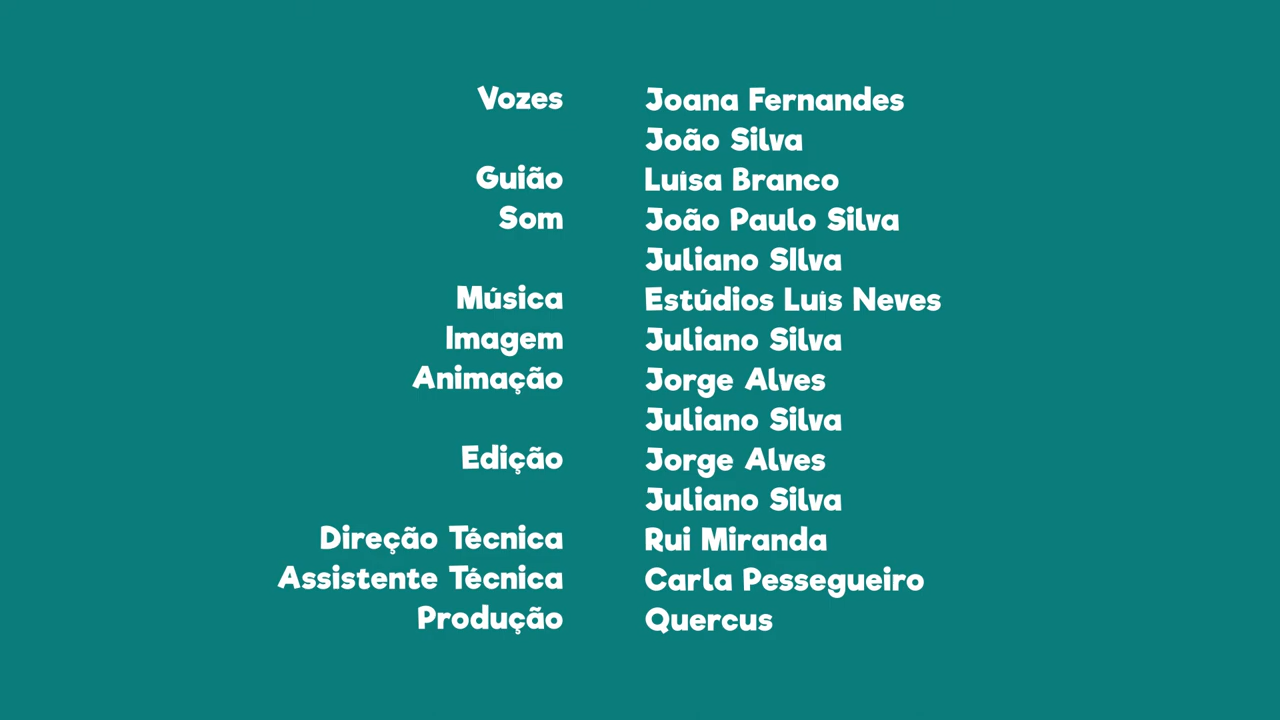 Vozes Joana Fernandes
João Silva
Guião Luísa Branco
Som João Paulo Silva
Juliano SIlva
Música Estúdios Luís Neves
Imagem Juliano Silva
Animação Jorge Alves
Juliano Silva
Edição Jorge Alves
Juliano Silva
Direção Técnica Rui Miranda
Assistente Técnica Carla Pessegueiro
Produção Quercus